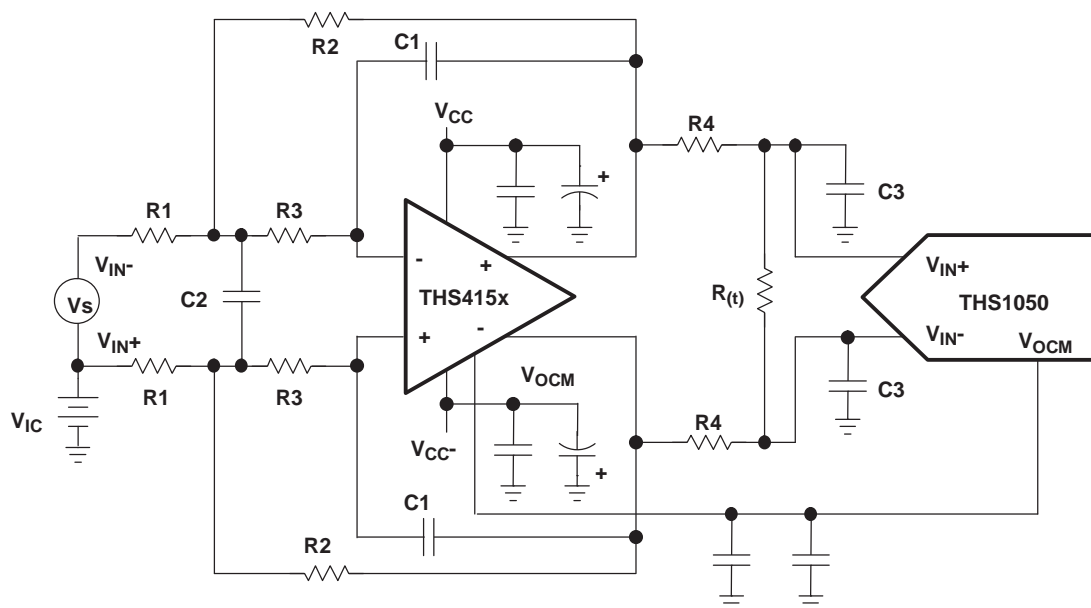 R2
C1
VCC
R4
+
C3
R1
R3
VIN-
-
+
VIN+
Vs
C2
THS415x
R(t)
THS1050
VIN+
+
-
VIN-
VOCM
R1
R3
VOCM
C3
VIC
R4
VCC-
+
C1
R2